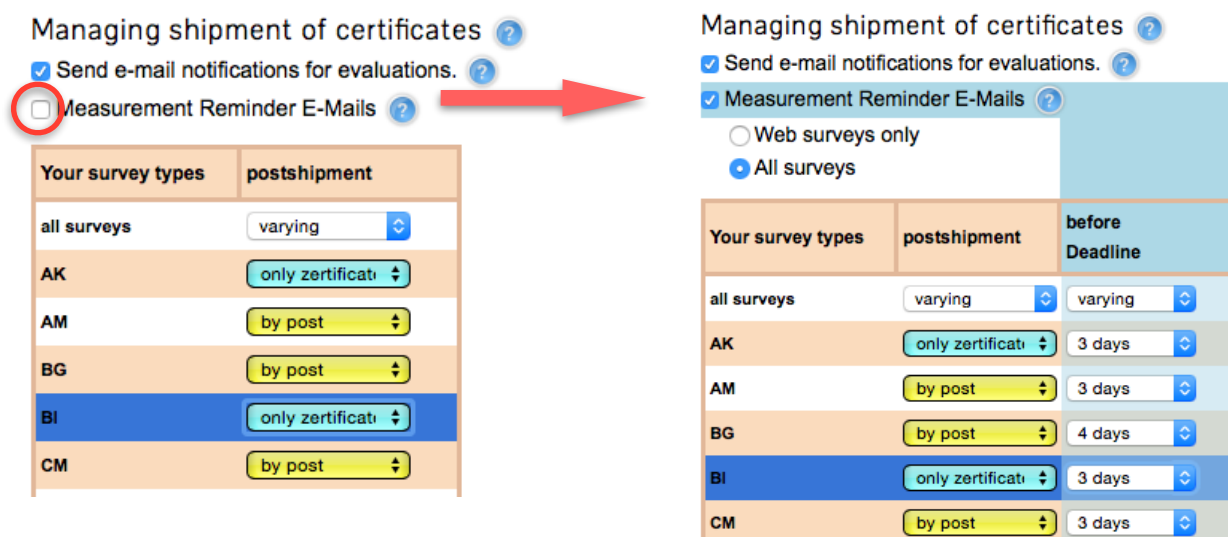 Managing shipment of certificates ?
Send e-mail notifications for evaluations. ?
Measurement Reminder E-Mails ?
Your survey types postshipment
all surveys varying
AK only zertificat
AM by post
BG by post
BI only zertificat
CM by post
Managing shipment of certificates ?
Send e-mail notifications for evaluations. ?
Measurement Reminder E-Mails ?
Web surveys only
All surveys
Your survey types postshipment before Deadline
all surveys varying varying
AK only zertificat 3 days
AM by post 3 days
BG by post 4 days
BI only zertificat 3 days
CM by post 3 days